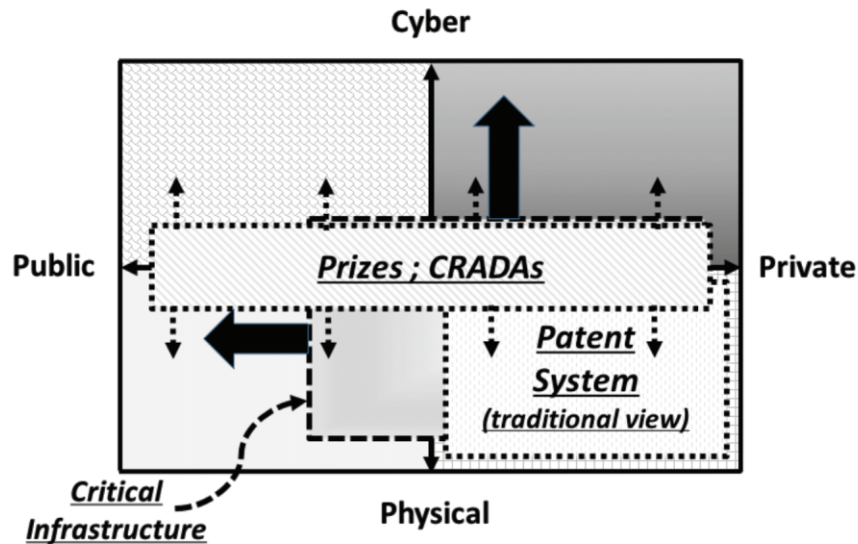 Cyber
Public
Prizes ; CRADAs
Private
Patent
System
(traditional view)
Critical
Infrastructure
Physical